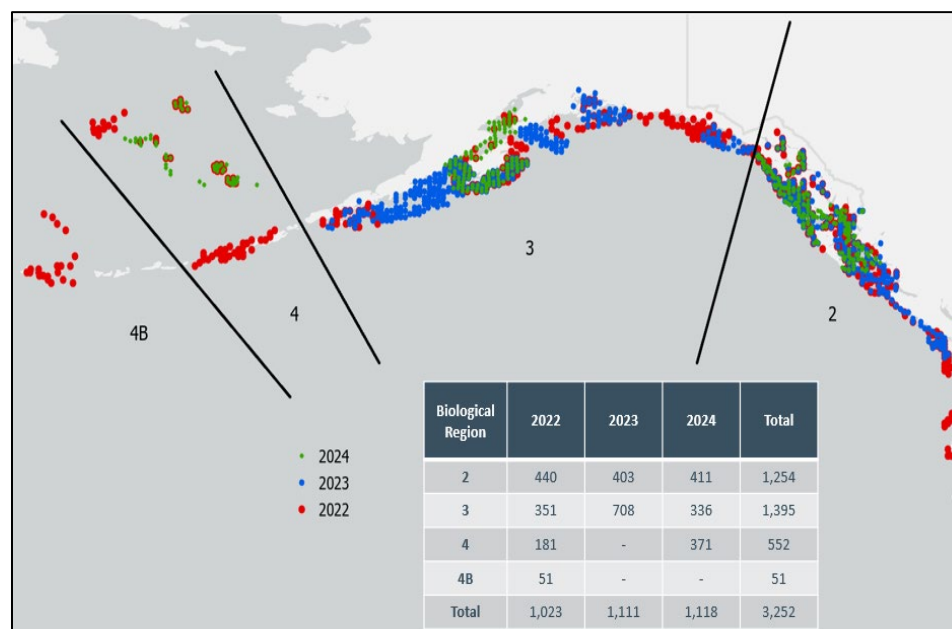 3
4
2
4B
2024
2023
2022
Biological Region 2022 2023 2024 Total
2 440 403 411 1,254
3 351 708 336 1,395
4 181 - 371 552
4B 51 - - 51
Total 1,023 1,111 1,118 3,252